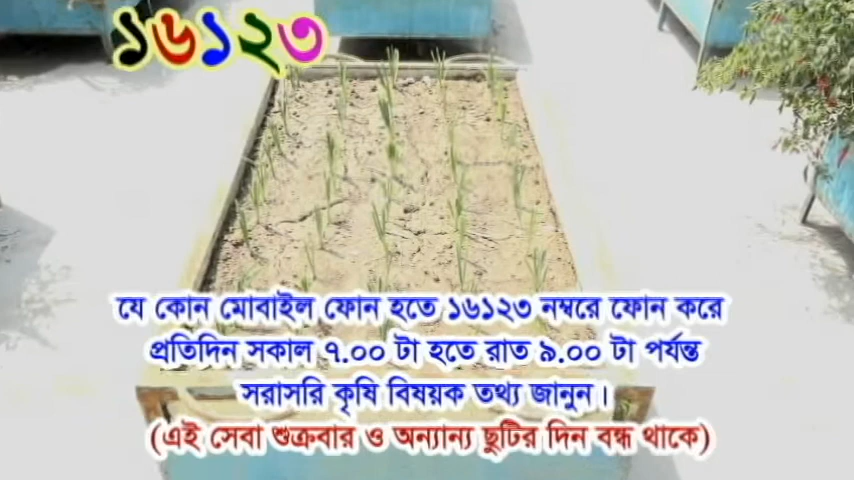 ১৬১২৩
যে কোন মোবাইল ফোন হতে ১৬১২৩ নম্বরে ফোন করে
প্রতিদিন সকাল ৭.০০ টা হতে রাত ৯.০০ টা পর্যন্ত
সরাসরি কৃষি বিষয়ক তথ্য জানুন।
(এই সেবা শুক্রবার ও অন্যান্য ছুটির দিন বন্ধ থাকে)